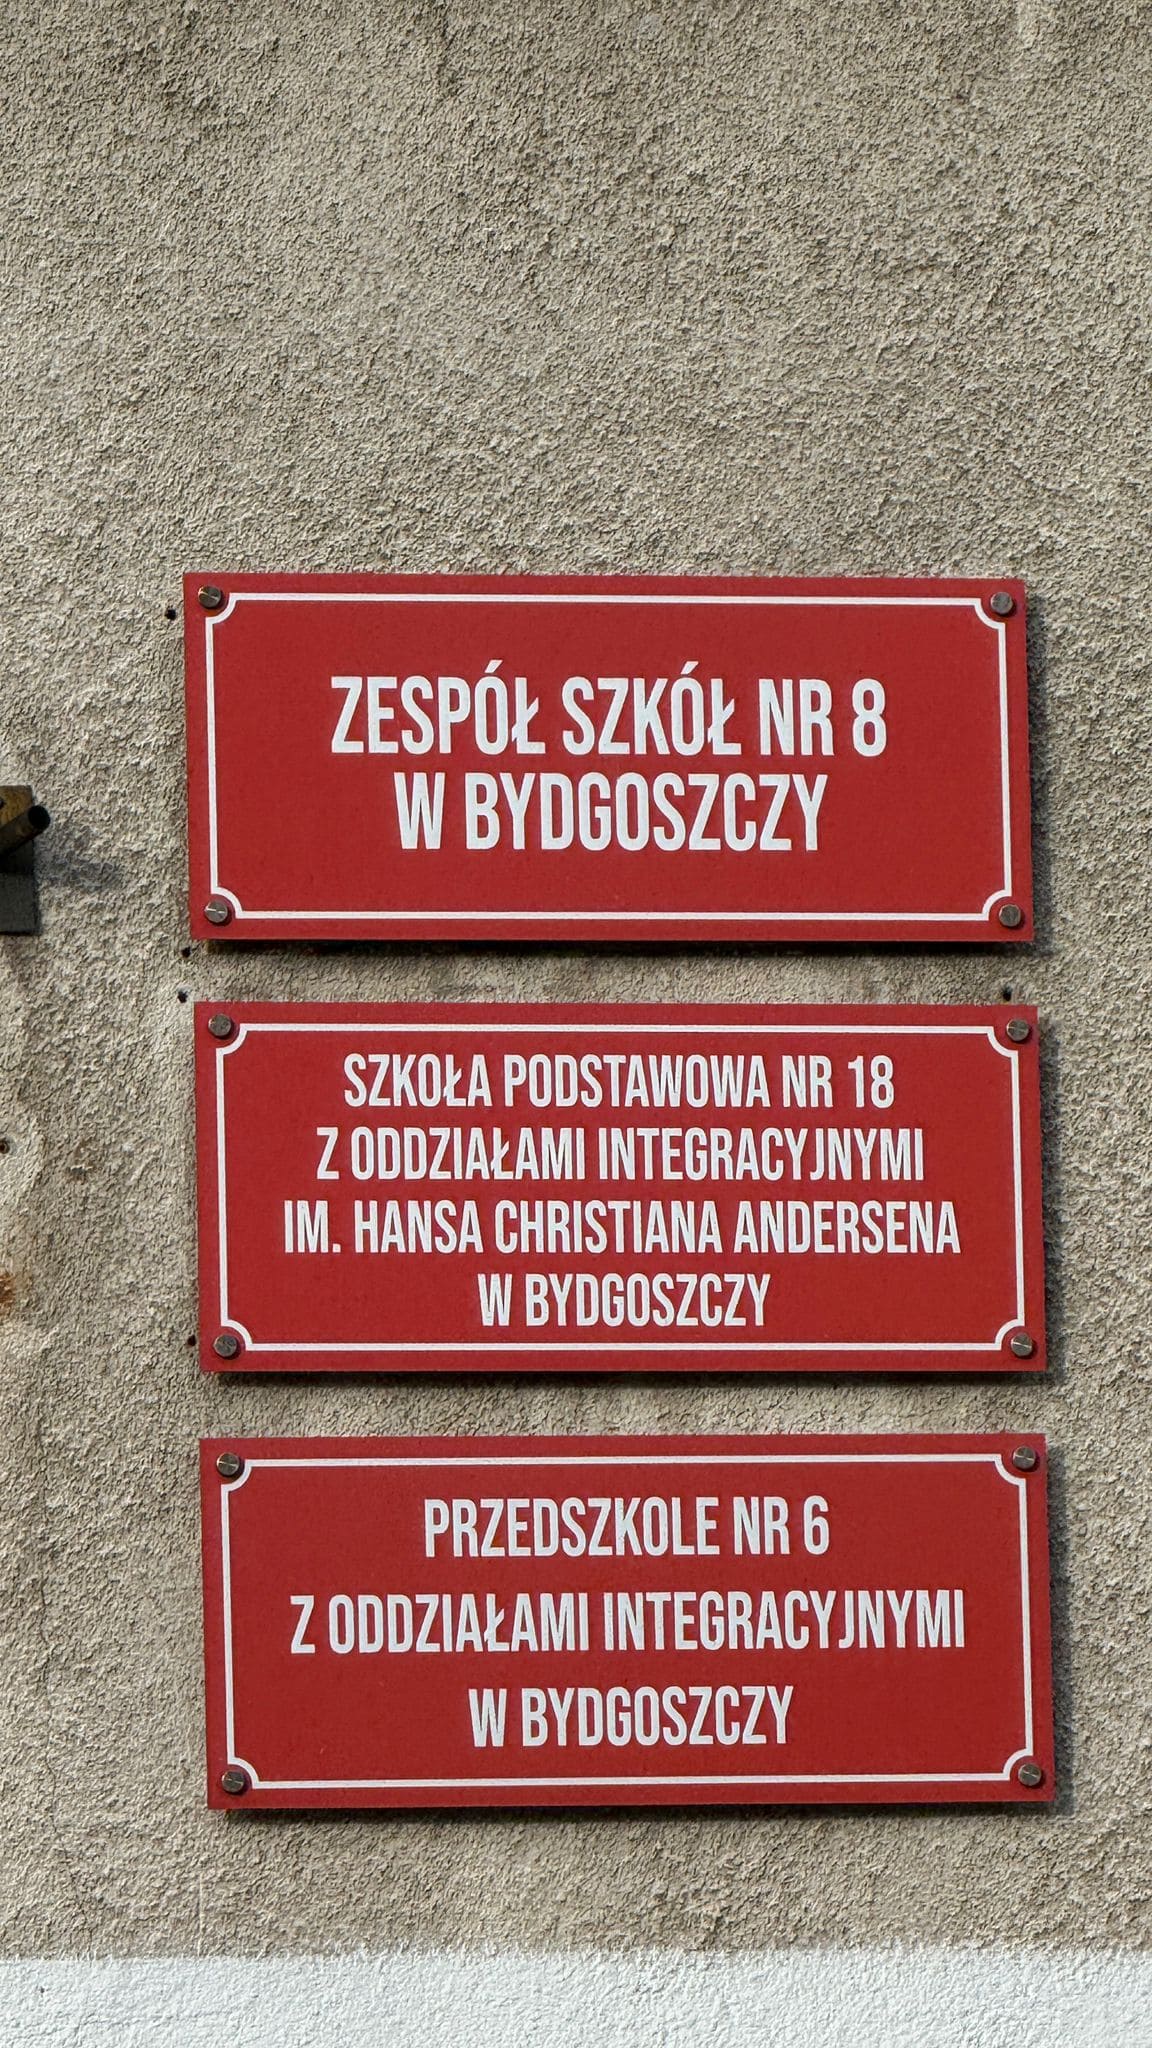 ZESPÓŁ SZKÓŁ NR 8
W BYDGOSZCZY
SZKOŁA PODSTAWOWA NR 18
Z ODDZIAŁAMI INTEGRACYJNYMI
IM. HANSA CHRISTIANA ANDERSENA
W BYDGOSZCZY
PRZEDSZKOLE NR 6
Z ODDZIAŁAMI INTEGRACYJNYMI
W BYDGOSZCZY